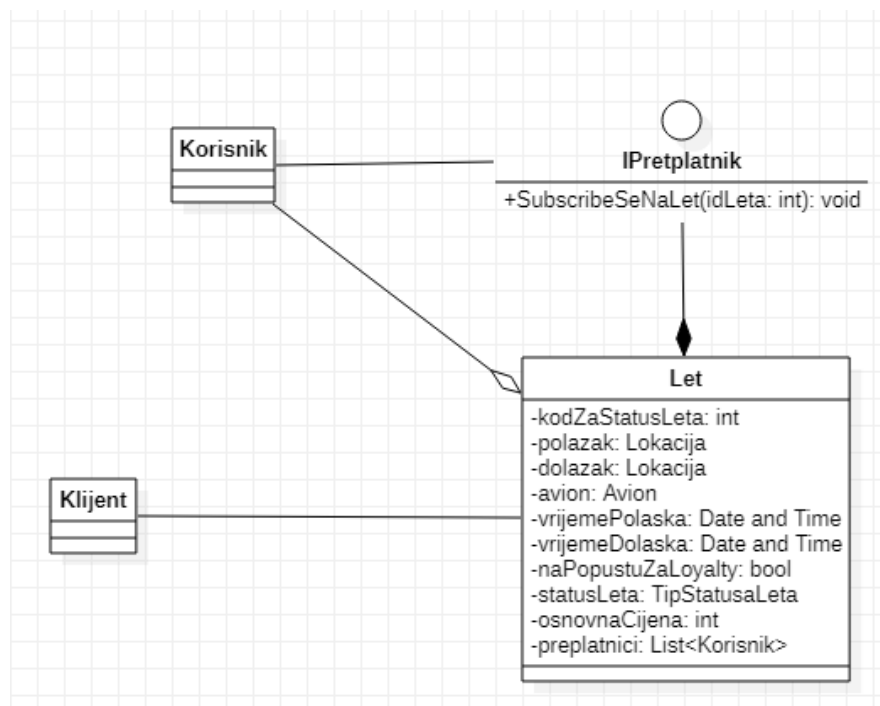 Korisnik
IPretplatnik
+SubscribeSeNaLet(idLeta: int): void
Let
-kodZaStatusLeta: int
-polazak: Lokacija
-dolazak: Lokacija
-avion: Avion
-vrijemePolaska: Date and Time
-vrijemeDolaska: Date and Time
-naPopustuZaLoyalty: bool
-statusLeta: TipStatusaLeta
-osnovnaCijena: int
-preplatnici: List<Korisnik>
Klijent